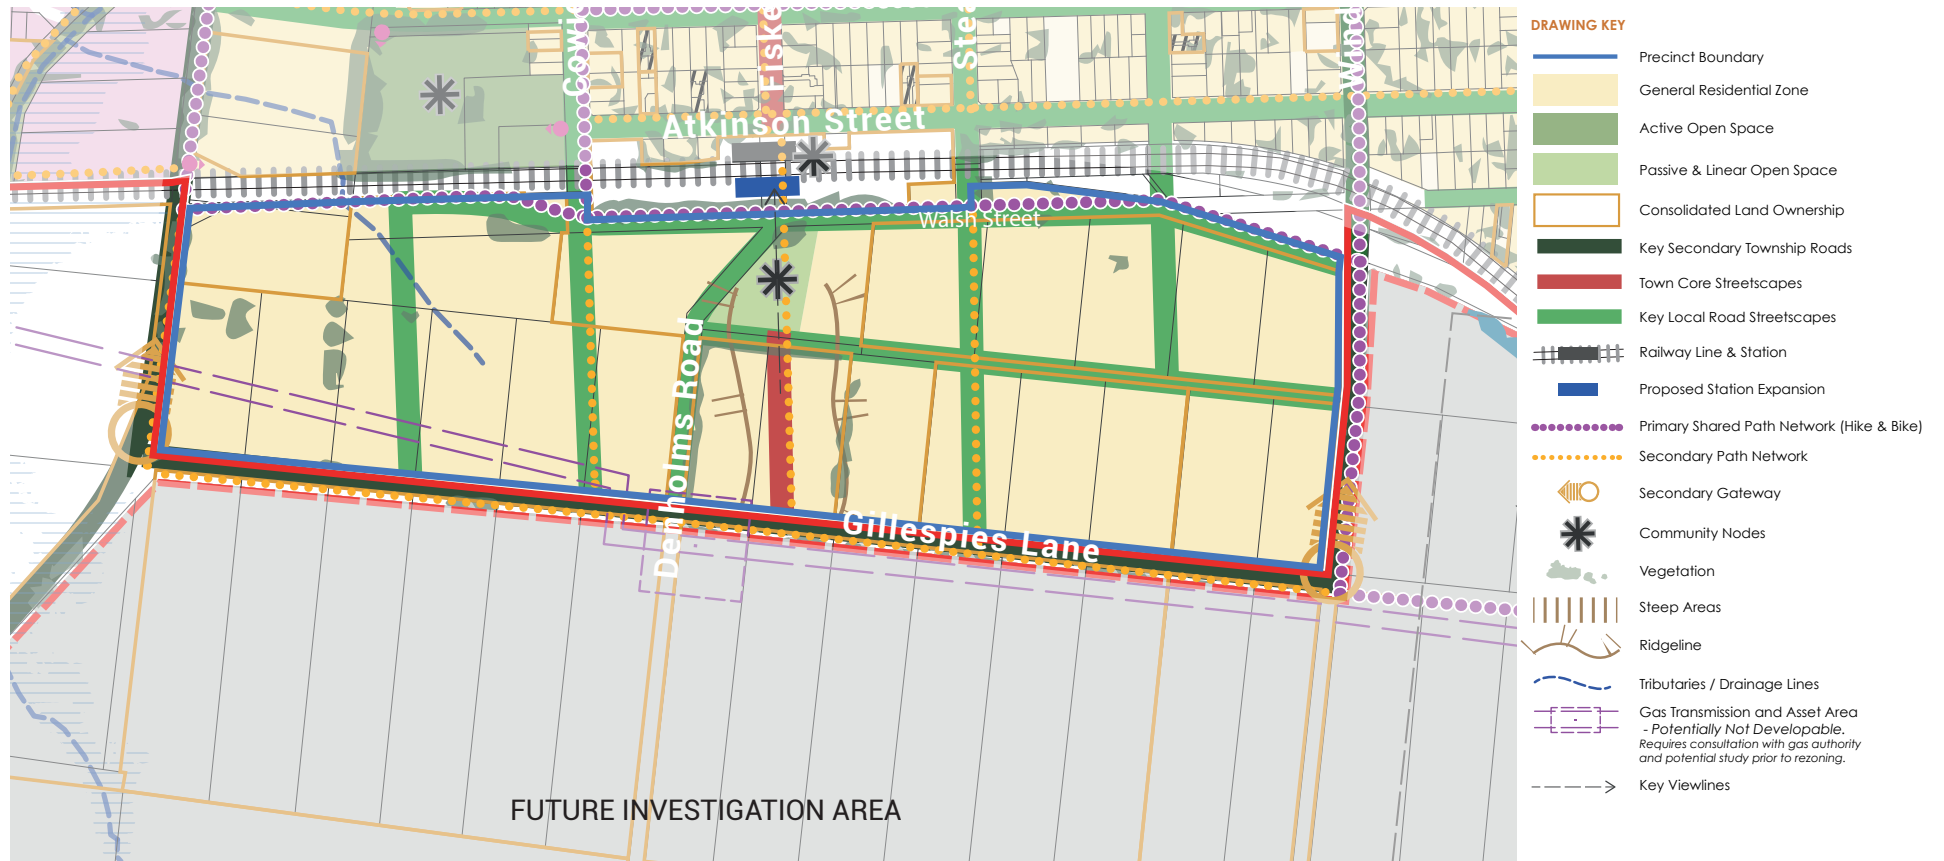 Atkinson Street
Walsh Street
Denholms Road
Gillespies Lane
FUTURE INVESTIGATION AREA
DRAWING KEY
Precinct Boundary
General Residential Zone
Active Open Space
Passive & Linear Open Space
Consolidated Land Ownership
Key Secondary Township Roads
Town Core Streetscapes
Key Local Road Streetscapes
Railway Line & Station
Proposed Station Expansion
Primary Shared Path Network (Hike & Bike)
Secondary Path Network
Secondary Gateway
Community Nodes
Vegetation
Steep Areas
Ridgeline
Tributaries / Drainage Lines
Gas Transmission and Asset Area
- Potentially Not Developable.
Requires consultation with gas authority
and potential study prior to rezoning.
Key Viewlines